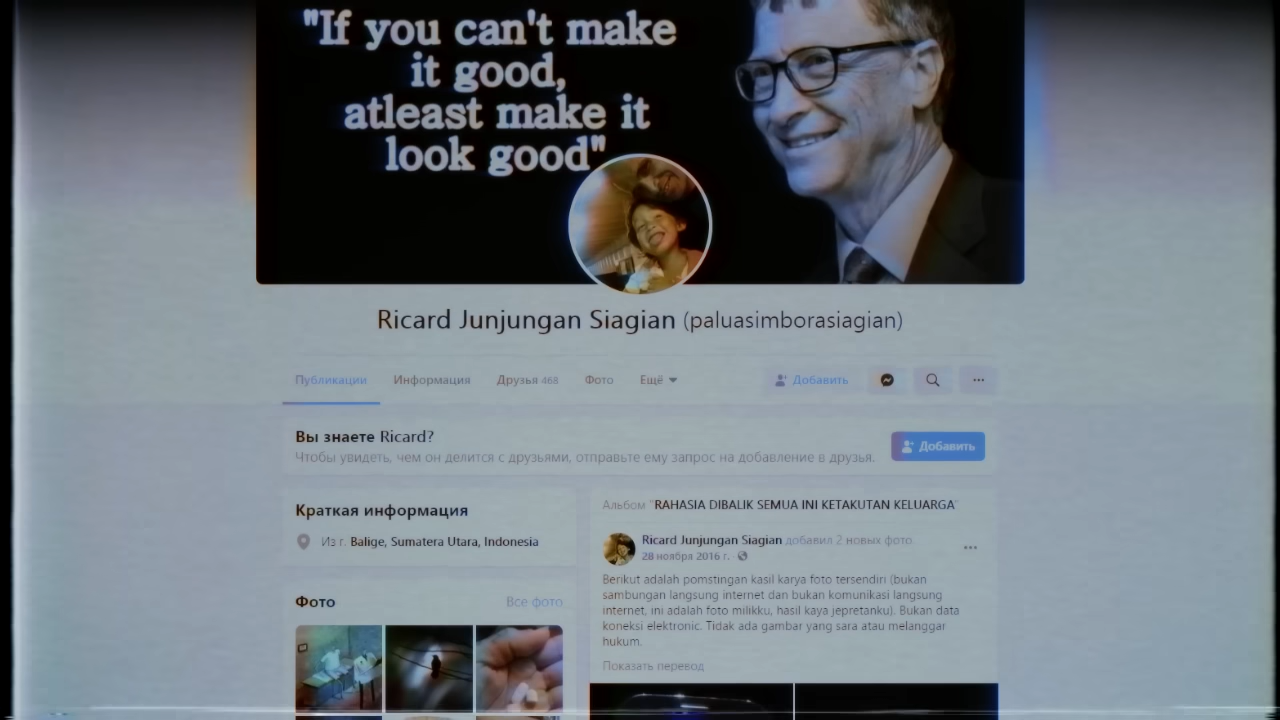 "If you can't make
it good,
atleast make it
look good"
Ricard Junjungan Siagian (paluasimborasiagian)
Публикации Информация Друзья 468 Фото Ещё Добавить
Вы знаете Ricard?
Чтобы увидеть, чем он делится с друзьями, отправьте ему запрос на добавление в друзья.
Добавить
Краткая информация
Из г. Balige, Sumatera Utara, Indonesia
Фото Все фото
Альбом "RAHASIA DIBALIK SEMUA INI KETAKUTAN KELUARGA"
Ricard Junjungan Siagian добавил 2 новых фото.
28 ноября 2016 г.
Berikut adalah pomstingan kasil karya foto tersendiri (bukan
sambungan langsung internet dan bukan komunikasi langsung
internet, ini adalah foto milikku, hasil kaya jepretanku). Bukan data
koneksi elektronic. Tidak ada gambar yang sara atau melanggar
hukum.
Показать перевод